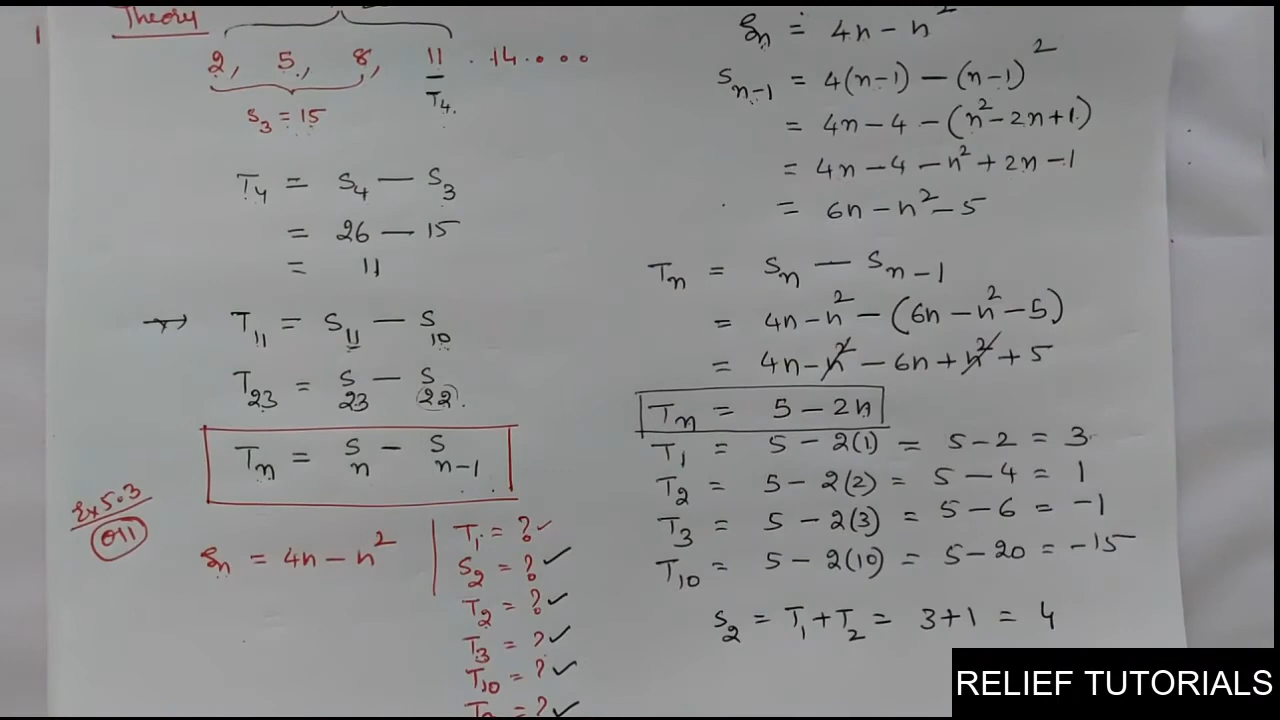 Theory
2, 5, 8, 11 . 14....
S₃ = 15
T₄.
T₄ = S₄ — S₃
= 26 — 15
= 11
T₁₁ = S₁₁ — S₁₀
T₂₃ = S₂₃ — S₂₂.
Tₙ = Sₙ — Sₙ₋₁
Ex 5.3
Q11
Sₙ = 4n − n²
T₁ = ? ✓
S₂ = ? ✓
T₂ = ? ✓
T₃ = ? ✓
T₁₀ = ? ✓
= ? ✓
Sₙ = 4n − n²
Sₙ₋₁ = 4(n−1) — (n−1)²
= 4n − 4 − (n² − 2n + 1)
= 4n − 4 − n² + 2n − 1
= 6n − n² − 5
Tₙ = Sₙ — Sₙ₋₁
= 4n − n² − (6n − n² − 5)
= 4n − n² − 6n + n² + 5
Tₙ = 5 − 2n
T₁ = 5 − 2(1) = 5 − 2 = 3
T₂ = 5 − 2(2) = 5 − 4 = 1
T₃ = 5 − 2(3) = 5 − 6 = −1
T₁₀ = 5 − 2(10) = 5 − 20 = −15
S₂ = T₁ + T₂ = 3 + 1 = 4
RELIEF TUTORIALS